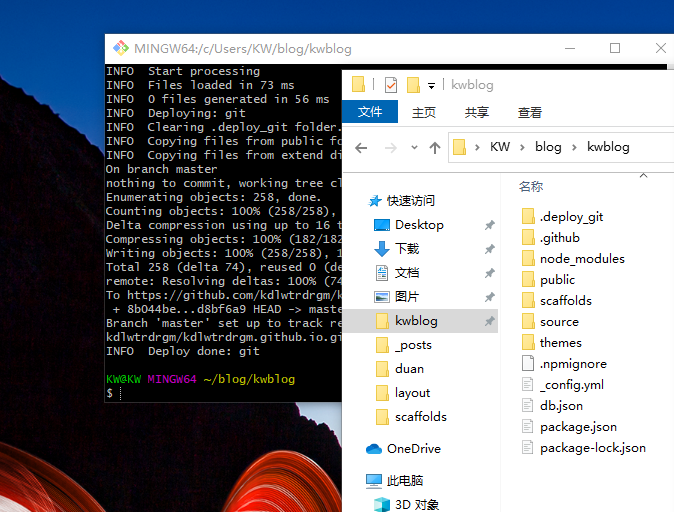 MINGW64:/c/Users/KW/blog/kwblog
INFO  Start processing
INFO  Files loaded in 73 ms
INFO  0 files generated in 56 ms
INFO  Deploying: git
INFO  Clearing .deploy_git folder.
INFO  Copying files from public fo
INFO  Copying files from extend di
On branch master
nothing to commit, working tree cl
Enumerating objects: 258, done.
Counting objects: 100% (258/258),
Delta compression using up to 16 t
Compressing objects: 100% (182/182
Writing objects: 100% (258/258), 1
Total 258 (delta 74), reused 0 (de
remote: Resolving deltas: 100% (74
To https://github.com/kdlwtrdrgm/k
 + 8b044be...d8bf6a9 HEAD -> maste
Branch 'master' set up to track re
kdlwtrdrgm/kdlwtrdrgm.github.io.gi
INFO  Deploy done: git
KW@KW MINGW64 ~/blog/kwblog
$
kwblog
文件 主页 共享 查看
KW > blog > kwblog
快速访问
Desktop
下载
文档
图片
kwblog
_posts
duan
layout
scaffolds
OneDrive
此电脑
3D 对象
名称
.deploy_git
.github
node_modules
public
scaffolds
source
themes
.npmignore
_config.yml
db.json
package.json
package-lock.json